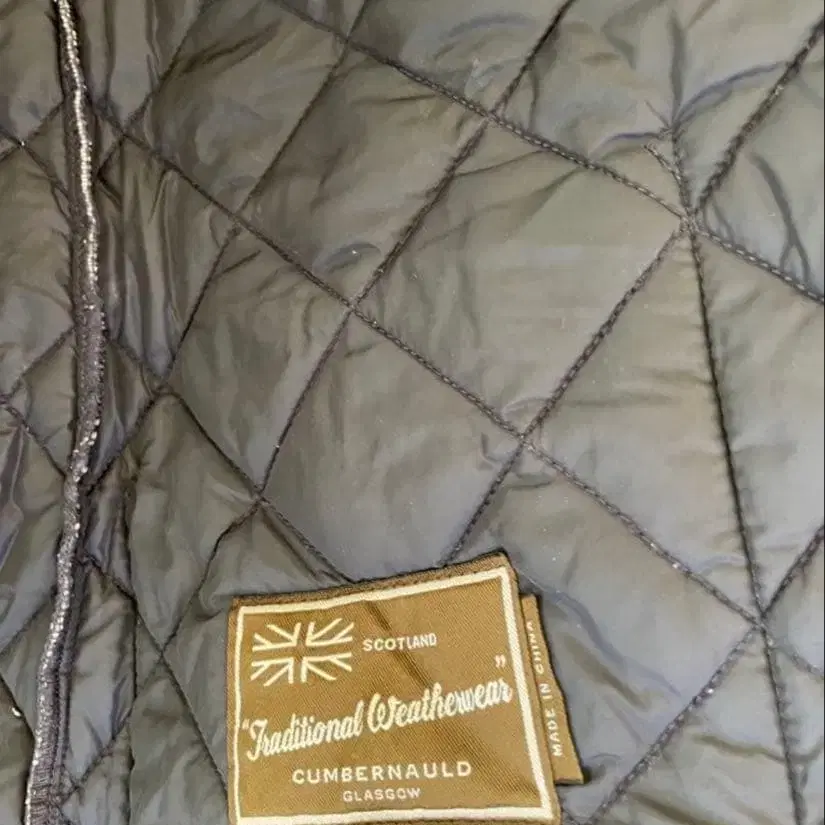 SCOTLAND
"Traditional Weatherwear"
CUMBERNAULD
GLASGOW
MADE IN CHINA